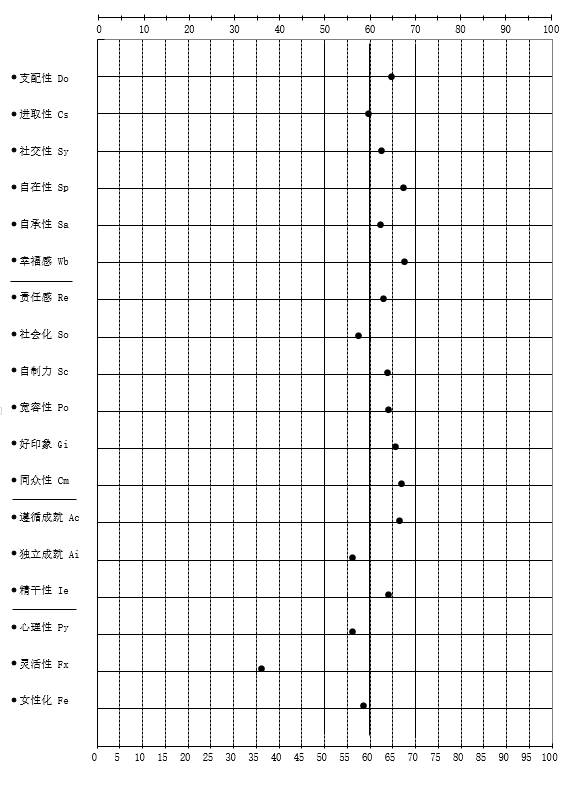 0 10 20 30 40 50 60 70 80 90 100
● 支配性 Do
● 进取性 Cs
● 社交性 Sy
● 自在性 Sp
● 自承性 Sa
● 幸福感 Wb
● 责任感 Re
● 社会化 So
● 自制力 Sc
● 宽容性 Po
● 好印象 Gi
● 同众性 Cm
● 遵循成就 Ac
● 独立成就 Ai
● 精干性 Ie
● 心理性 Py
● 灵活性 Fx
● 女性化 Fe
0 5 10 15 20 25 30 35 40 45 50 55 60 65 70 75 80 85 90 95 100